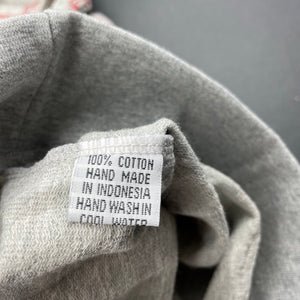 100% COTTON
HAND MADE
IN INDONESIA
HAND WASH IN
COOL WATER